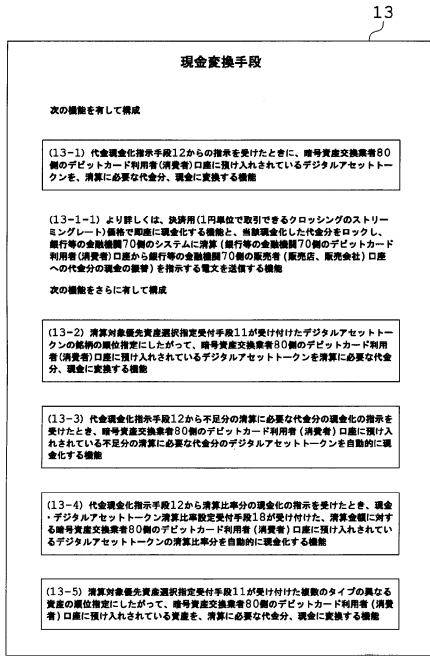 13
現金変換手段
次の機能を有して構成
(13-1) 代金現金化指示手段12からの指示を受けたときに、暗号資産交換業者80
側のデビットカード利用者(消費者)口座に預け入れされているデジタルアセットトー
クンを、清算に必要な代金分、現金に変換する機能
(13-1-1) より詳しくは、決済用(1円単位で取引できるクロッシングのストリー
ミングレート)価格で即座に現金化する機能と、当該現金化した代金分をロックし、
銀行等の金融機関70側のシステムに清算(銀行等の金融機関70側のデビットカード
利用者(消費者)口座から銀行等の金融機関70側の販売者(販売店、販売会社)口座
への代金分の現金の振替)を指示する電文を送信する機能
次の機能をさらに有して構成
(13-2) 清算対象優先資産選択指定受付手段11が受け付けたデジタルアセットトー
クンの銘柄の順位指定にしたがって、暗号資産交換業者80側のデビットカード利用
者(消費者)口座に預け入れされているデジタルアセットトークンを清算に必要な代金
分、現金に変換する機能
(13-3) 代金現金化指示手段12から不足分の清算に必要な代金分の現金化の指示を
受けたとき、暗号資産交換業者80側のデビットカード利用者(消費者)口座に預け入
れされている不足分の清算に必要な代金分のデジタルアセットトークンを自動的に現
金化する機能
(13-4) 代金現金化指示手段12から清算比率分の現金化の指示を受けたとき、現金
・デジタルアセットトークン清算比率設定受付手段18が受け付けた、清算金額に対す
る暗号資産交換業者80側のデビットカード利用者(消費者)口座に預け入れされてい
るデジタルアセットトークンの清算比率分を自動的に現金化する機能
(13-5) 清算対象優先資産選択指定受付手段11が受け付けた複数のタイプの異なる
資産の順位指定にしたがって、暗号資産交換業者80側のデビットカード利用者(消費
者)口座に預け入れされている資産を、清算に必要な代金分、現金に変換する機能